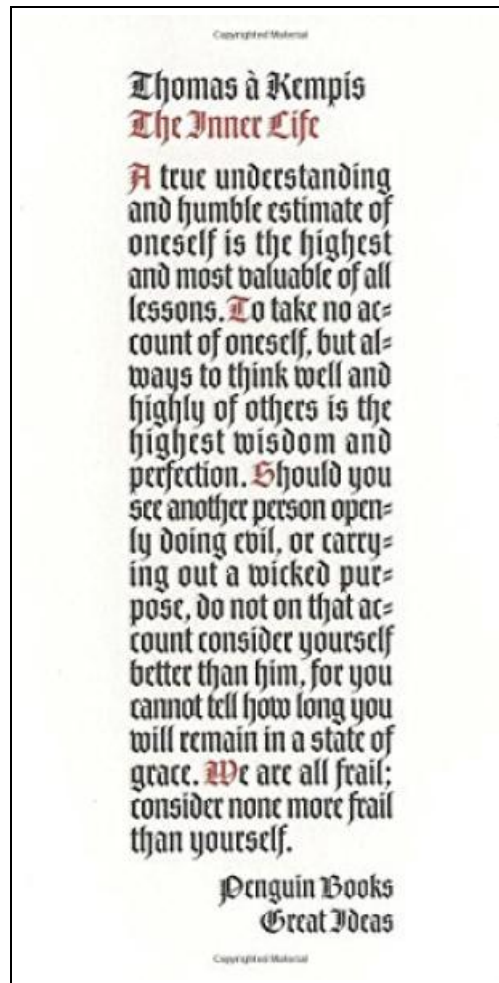 Copyrighted Material
Thomas à Kempis
The Inner Life
A true understanding
and humble estimate of
oneself is the highest
and most valuable of all
lessons. To take no ac=
count of oneself, but al=
ways to think well and
highly of others is the
highest wisdom and
perfection. Should you
see another person open=
ly doing evil, or carry=
ing out a wicked pur=
pose, do not on that ac=
count consider yourself
better than him, for you
cannot tell how long you
will remain in a state of
grace. We are all frail;
consider none more frail
than yourself.
Penguin Books
Great Ideas
Copyrighted Material